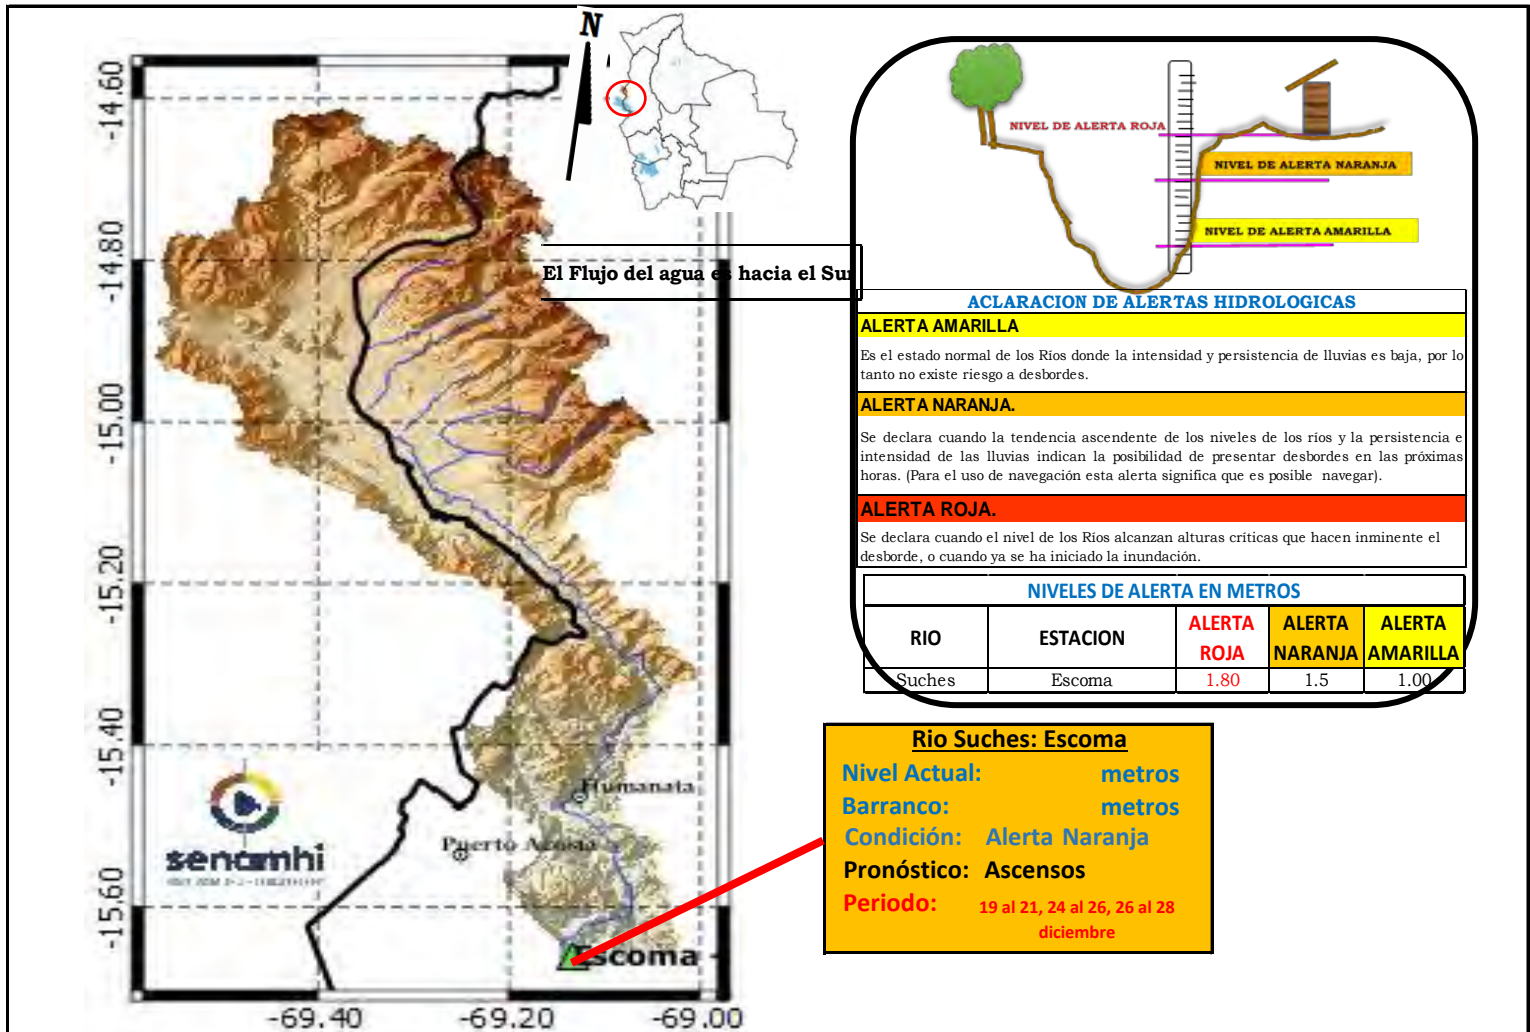 N
-14.60
-14.80
-15.00
-15.20
-15.40
-15.60
-69.40
-69.20
-69.00
El Flujo del agua es hacia el Sur
Humanata
Puerto Acosta
Escoma
senamhi
NIVEL DE ALERTA ROJA
NIVEL DE ALERTA NARANJA
NIVEL DE ALERTA AMARILLA
ACLARACION DE ALERTAS HIDROLOGICAS
ALERTA AMARILLA
Es el estado normal de los Ríos donde la intensidad y persistencia de lluvias es baja, por lo
tanto no existe riesgo a desbordes.
ALERTA NARANJA.
Se declara cuando la tendencia ascendente de los niveles de los ríos y la persistencia e
intensidad de las lluvias indican la posibilidad de presentar desbordes en las próximas
horas. (Para el uso de navegación esta alerta significa que es posible navegar).
ALERTA ROJA.
Se declara cuando el nivel de los Ríos alcanzan alturas críticas que hacen inminente el
desborde, o cuando ya se ha iniciado la inundación.
NIVELES DE ALERTA EN METROS
RIO ESTACION ALERTA ROJA ALERTA NARANJA ALERTA AMARILLA
Suches Escoma 1.80 1.5 1.00
Rio Suches: Escoma
Nivel Actual: metros
Barranco: metros
Condición: Alerta Naranja
Pronóstico: Ascensos
Periodo: 19 al 21, 24 al 26, 26 al 28
diciembre